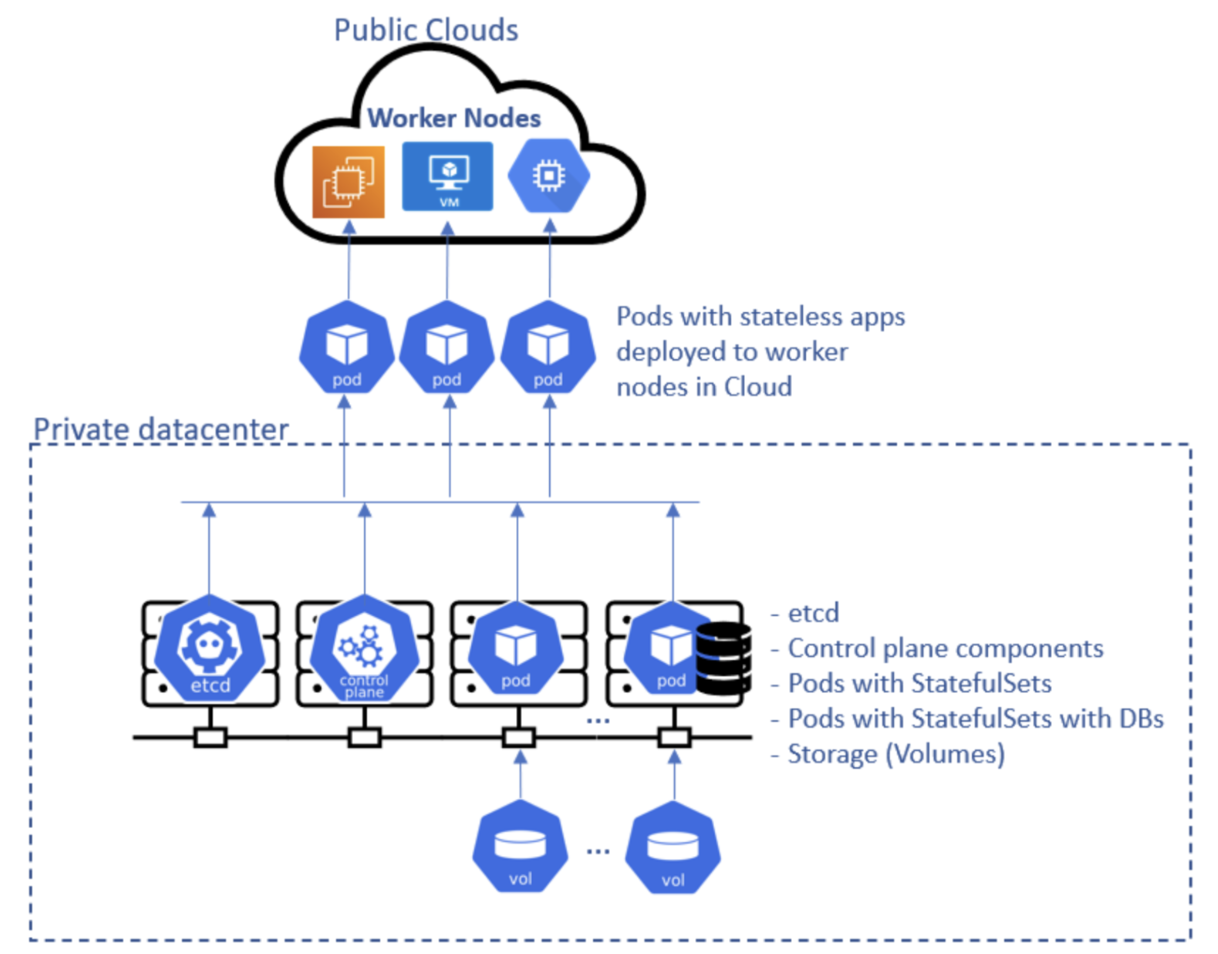 Public Clouds
Worker Nodes
VM
pod
pod
pod
Pods with stateless apps
deployed to worker
nodes in Cloud
Private datacenter
etcd
control
plane
pod
pod
...
- etcd
- Control plane components
- Pods with StatefulSets
- Pods with StatefulSets with DBs
- Storage (Volumes)
vol
...
vol